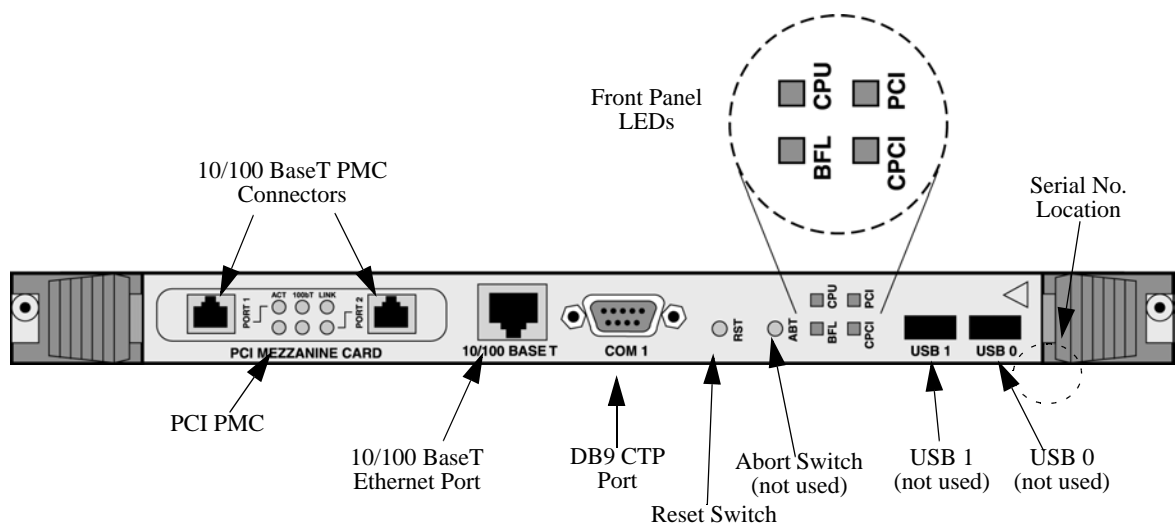 Front Panel
LEDs
CPU
PCI
BFL
CPCI
10/100 BaseT PMC
Connectors
Serial No.
Location
PORT 1
ACT
100bT
LINK
PORT 2
PCI MEZZANINE CARD
10/100 BASE T
COM 1
RST
ABT
CPU
PCI
BFL
CPCI
USB 1
USB 0
PCI PMC
10/100 BaseT
Ethernet Port
DB9 CTP
Port
Reset Switch
Abort Switch
(not used)
USB 1
(not used)
USB 0
(not used)